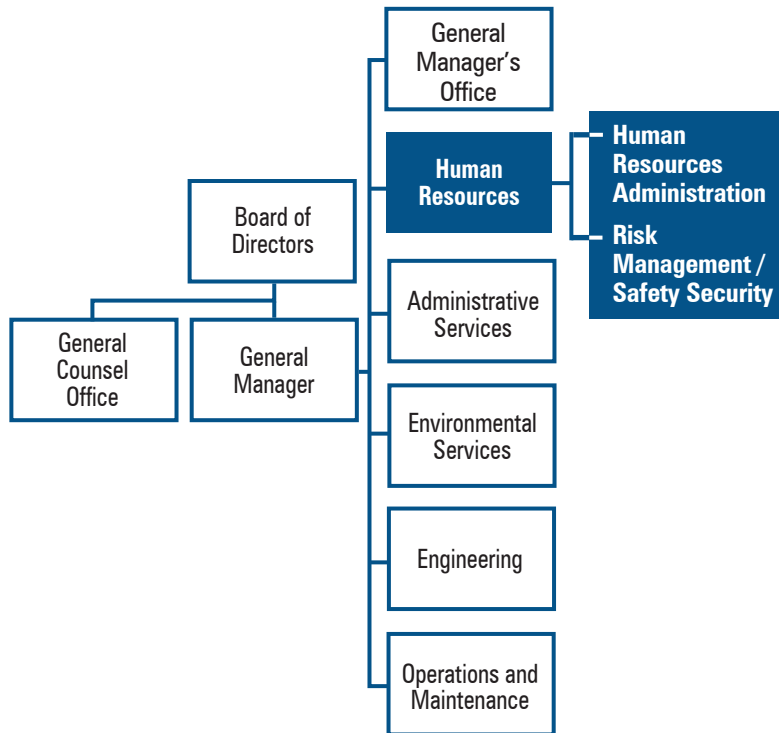 General
Manager's
Office
Human
Resources
Human
Resources
Administration
Risk
Management /
Safety Security
Board of
Directors
General
Counsel
Office
General
Manager
Administrative
Services
Environmental
Services
Engineering
Operations and
Maintenance